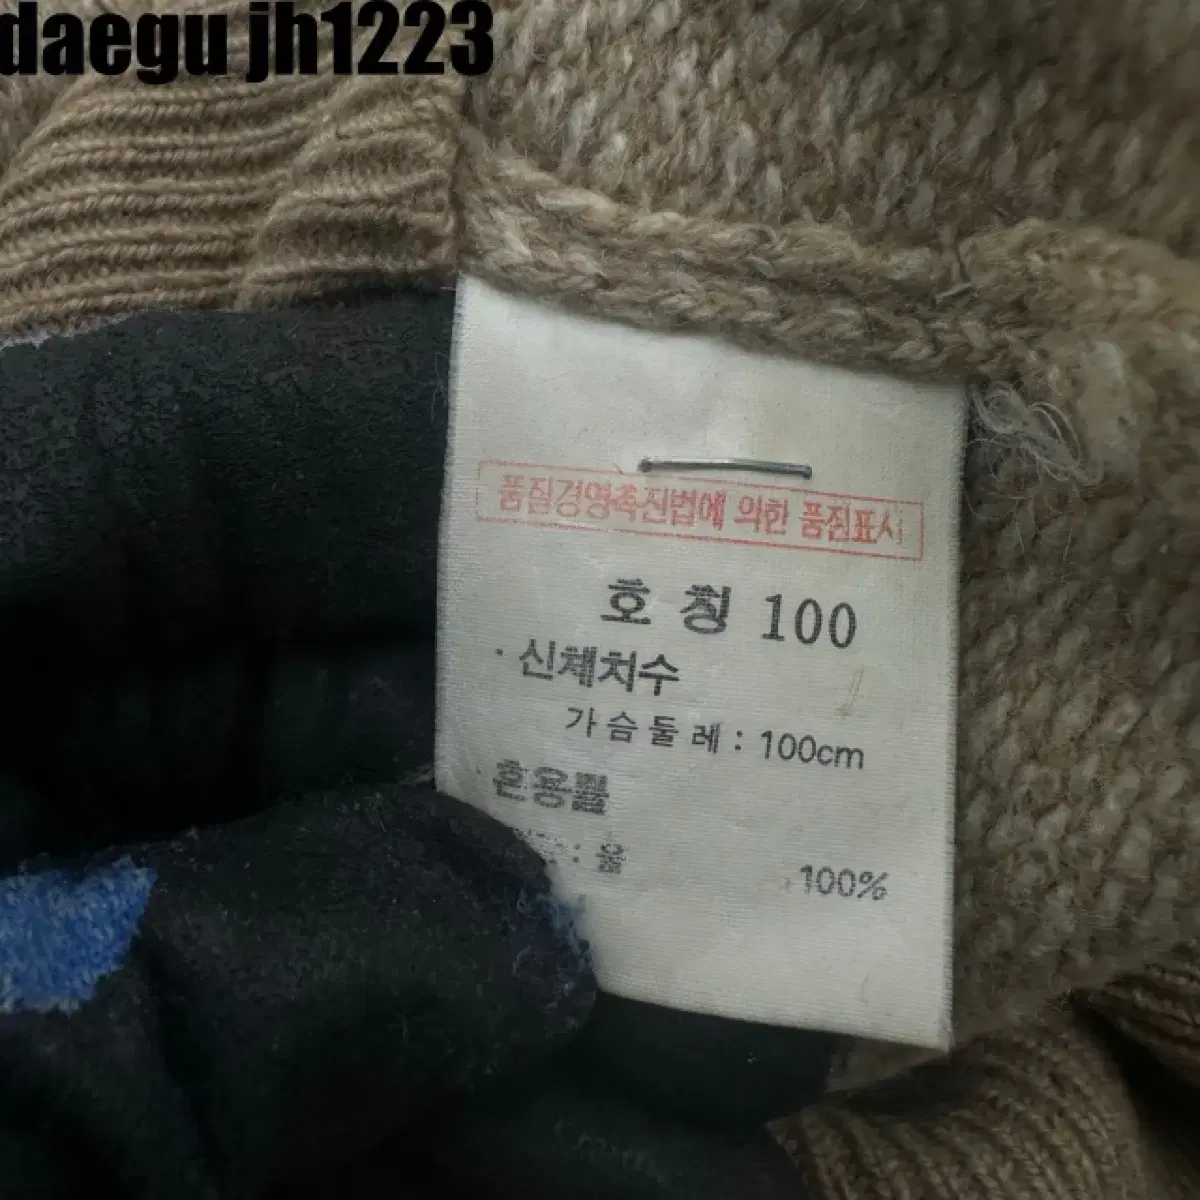 daegu jh1223
품질경영촉진법에 의한 품질표시
호 칭 100
· 신체치수
가 슴 둘 레 : 100cm
· 혼용률
: 울 100%